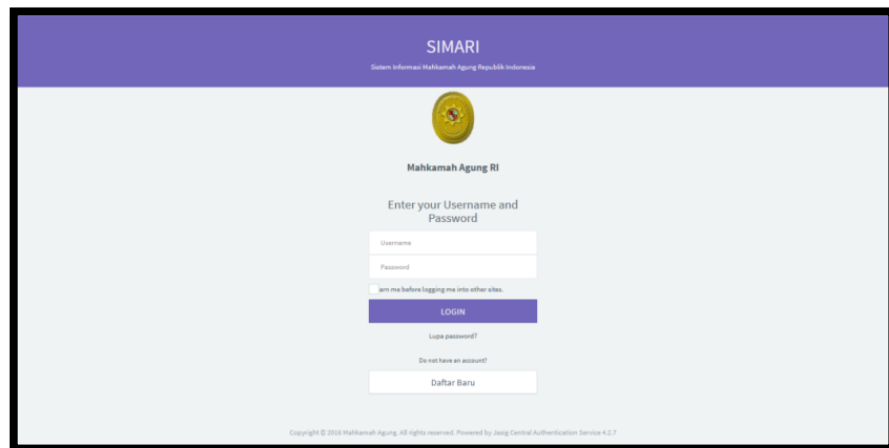 SIMARI
Sistem Informasi Mahkamah Agung Republik Indonesia
Mahkamah Agung RI
Enter your Username and
Password
Username
Password
arn me before logging me into other sites.
LOGIN
Lupa password?
Do not have an account?
Daftar Baru
Copyright © 2016 Mahkamah Agung. All rights reserved. Powered by Jasig Central Authentication Service 4.2.7